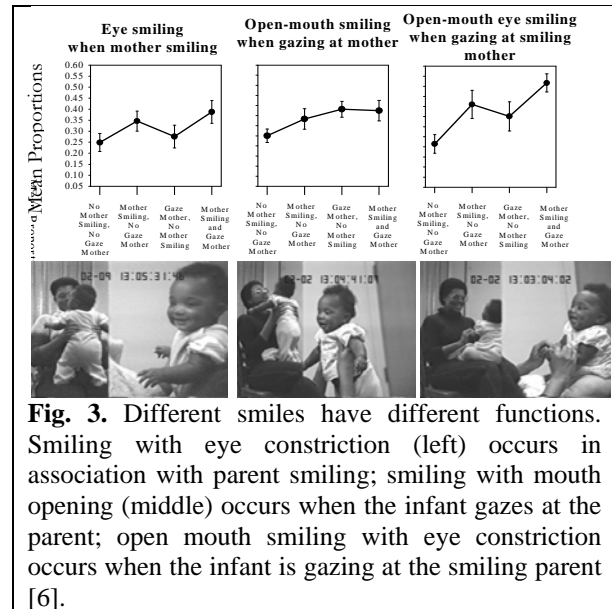 Eye smiling
when mother smiling
Open-mouth smiling
when gazing at mother
Open-mouth eye smiling
when gazing at smiling
mother
Mean Proportions
0.60
0.55
0.50
0.45
0.40
0.35
0.30
0.25
0.20
0.15
0.10
0.05
No
Mother
Smiling,
No
Gaze
Mother
Mother
Smiling,
No
Gaze
Mother
Gaze
Mother,
No
Mother
Smiling
Mother
Smiling
and
Gaze
Mother
No
Mother
Smiling,
No
Gaze
Mother
Mother
Smiling,
No
Gaze
Mother
Gaze
Mother,
No
Mother
Smiling
Mother
Smiling
and
Gaze
Mother
No
Mother
Smiling,
No
Gaze
Mother
Mother
Smiling,
No
Gaze
Mother
Gaze
Mother,
No
Mother
Smiling
Mother
Smiling
and
Gaze
Mother
02-09 13:05:31:46
02-02 13:04:41:07
02-02 13:03:04:02
Fig. 3. Different smiles have different functions.
Smiling with eye constriction (left) occurs in
association with parent smiling; smiling with mouth
opening (middle) occurs when the infant gazes at the
parent; open mouth smiling with eye constriction
occurs when the infant is gazing at the smiling parent
[6].